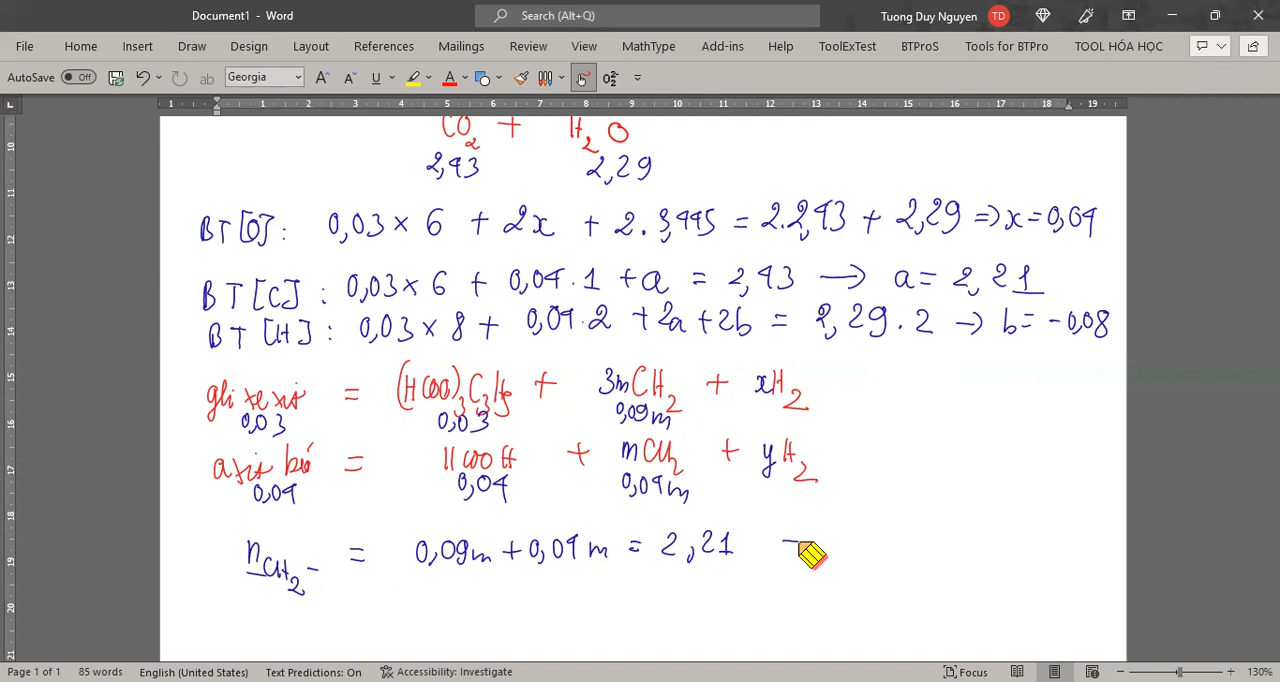 Document1 - Word
Search (Alt+Q)
Tuong Duy Nguyen TD
File Home Insert Draw Design Layout References Mailings Review View MathType Add-ins Help ToolExTest BTProS Tools for BTPro TOOL HÓA HỌC
AutoSave Off Georgia
CO2 + H2O
2,93 2,29
BT[O]: 0,03×6 + 2x + 2.3,995 = 2.2,93 + 2,29 ⇒ x=0,04
BT[C]: 0,03×6 + 0,04.1 + a = 2,43 → a = 2,21
BT[H]: 0,03×8 + 0,04.2 + 2a + 2b = 2,29.2 → b = -0,08
glixexit = (HCOO)3C3H5 + 3mCH2 + xH2
0,03 0,03 0,09m
axit béo = HCOOH + mCH2 + yH2
0,04 0,04 0,04m
nCH2 = 0,09m + 0,04m = 2,21
Page 1 of 1 85 words English (United States) Text Predictions: On Accessibility: Investigate Focus 130%